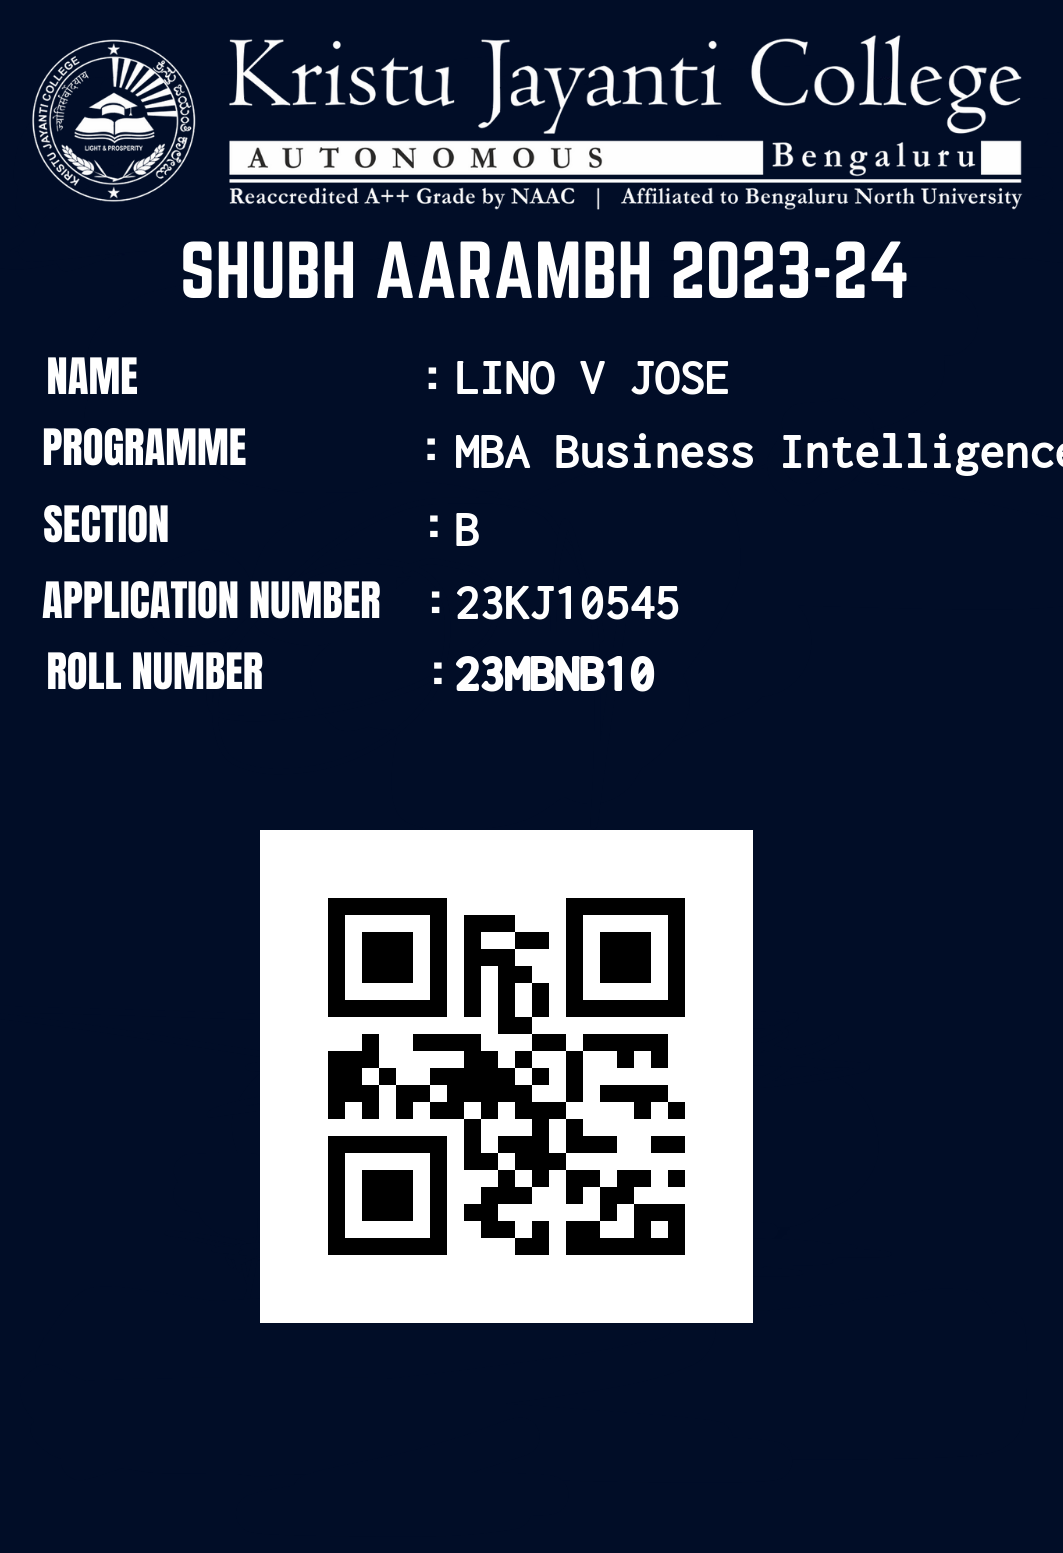 KRISTU JAYANTI COLLEGE
LIGHT & PROSPERITY
Kristu Jayanti College
AUTONOMOUS Bengaluru
Reaccredited A++ Grade by NAAC | Affiliated to Bengaluru North University
SHUBH AARAMBH 2023-24
NAME : LINO V JOSE
PROGRAMME : MBA Business Intelligence
SECTION : B
APPLICATION NUMBER : 23KJ10545
ROLL NUMBER : 23MBNB10